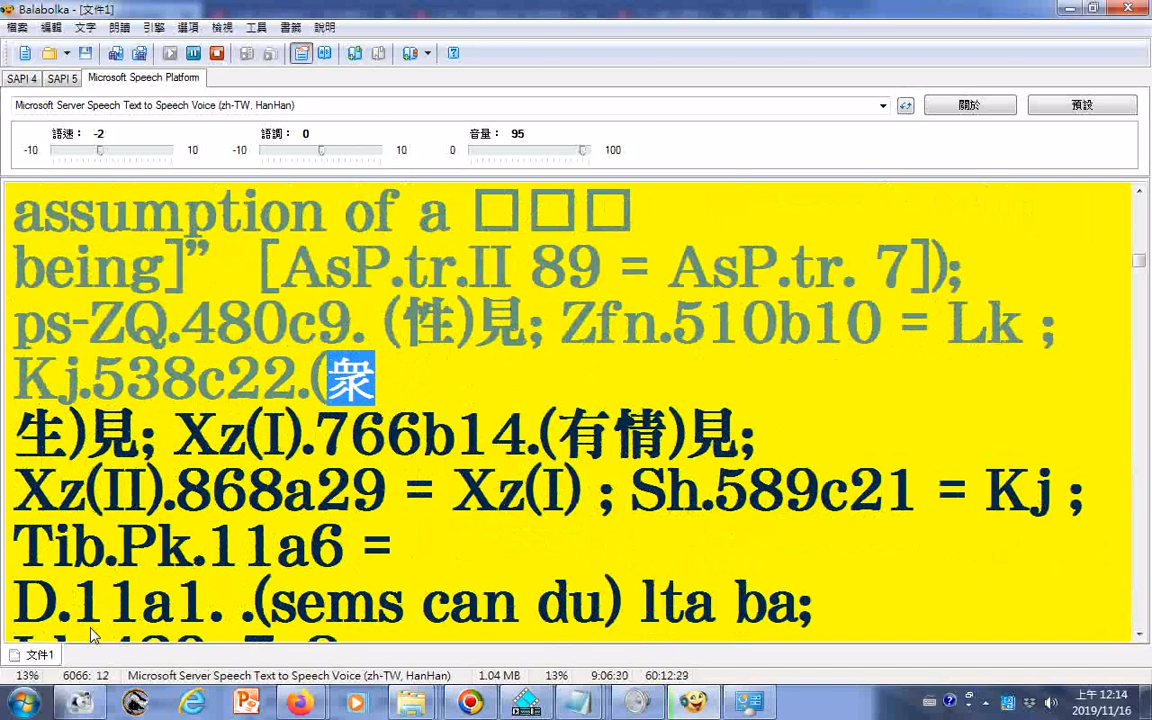 Balabolka - [文件1]
檔案 編輯 文字 朗讀 引擎 選項 檢視 工具 書籤 說明
SAPI 4 SAPI 5 Microsoft Speech Platform
Microsoft Server Speech Text to Speech Voice (zh-TW, HanHan) 關於 預設
語速： -2 語調： 0 音量： 95
-10 10 -10 10 0 100
assumption of a □□□
being]” [AsP.tr.II 89 = AsP.tr. 7]);
ps-ZQ.480c9. (性)見; Zfn.510b10 = Lk ;
Kj.538c22.(衆
生)見; Xz(I).766b14.(有情)見;
Xz(II).868a29 = Xz(I) ; Sh.589c21 = Kj ;
Tib.Pk.11a6 =
D.11a1. .(sems can du) lta ba;
文件1
13% 6066: 12 Microsoft Server Speech Text to Speech Voice (zh-TW, HanHan) 1.04 MB 13% 9:06:30 60:12:29
上午 12:14
2019/11/16